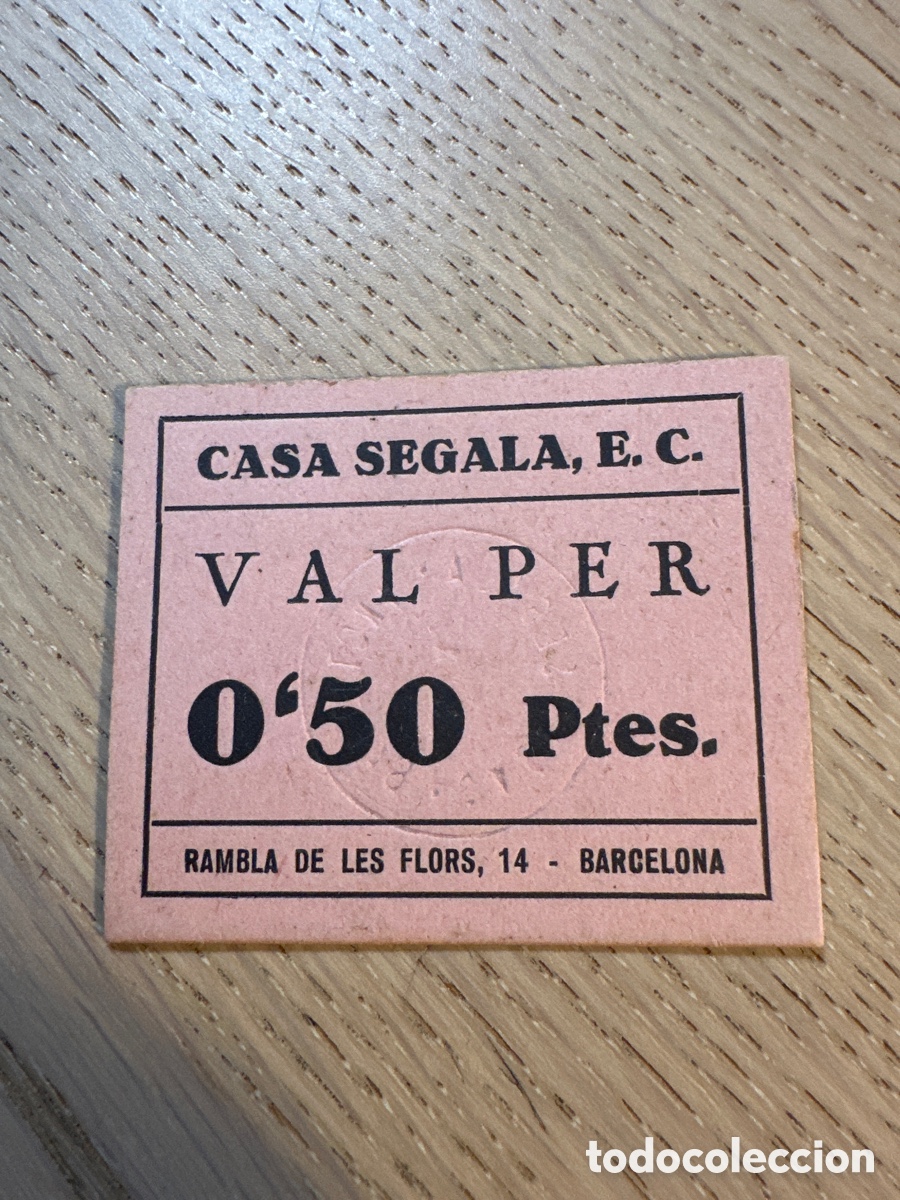 CASA SEGALA, E. C.
VAL PER
0'50 Ptes.
RAMBLA DE LES FLORS, 14 - BARCELONA
todocoleccion